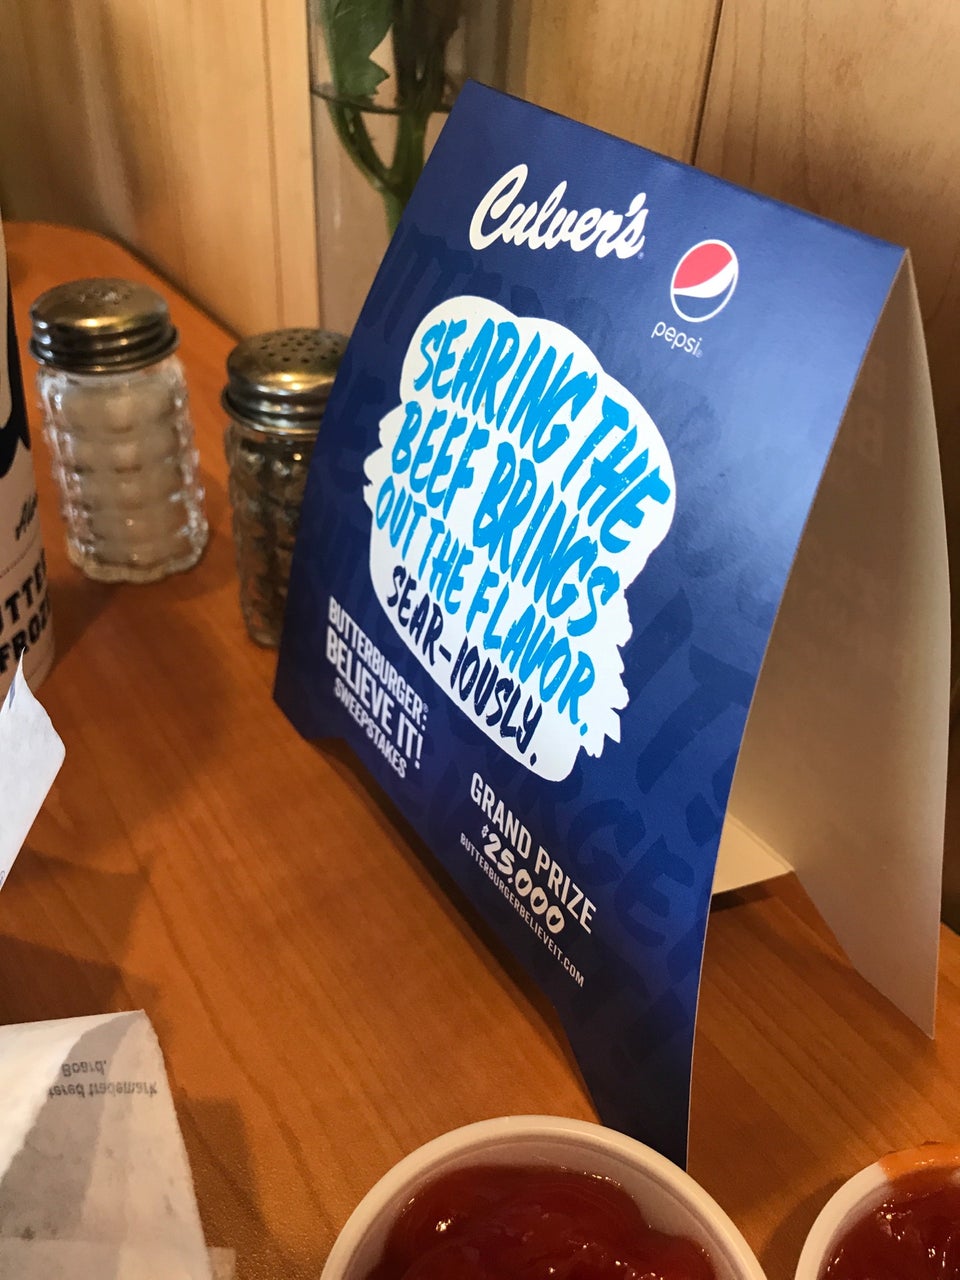 Culver's
pepsi
SEARING THE
BEEF BRINGS
OUT THE FLAVOR.
SEAR-IOUSLY.
BUTTERBURGER®:
BELIEVE IT!
SWEEPSTAKES
GRAND PRIZE
$25,000
BUTTERBURGERBELIEVEIT.COM
Board.